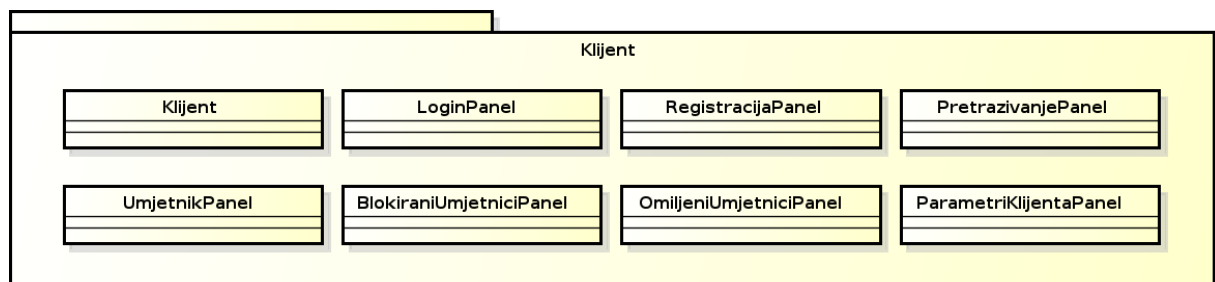 Klijent
Klijent
LoginPanel
RegistracijaPanel
PretrazivanjePanel
UmjetnikPanel
BlokiraniUmjetniciPanel
OmiljeniUmjetniciPanel
ParametriKlijentaPanel